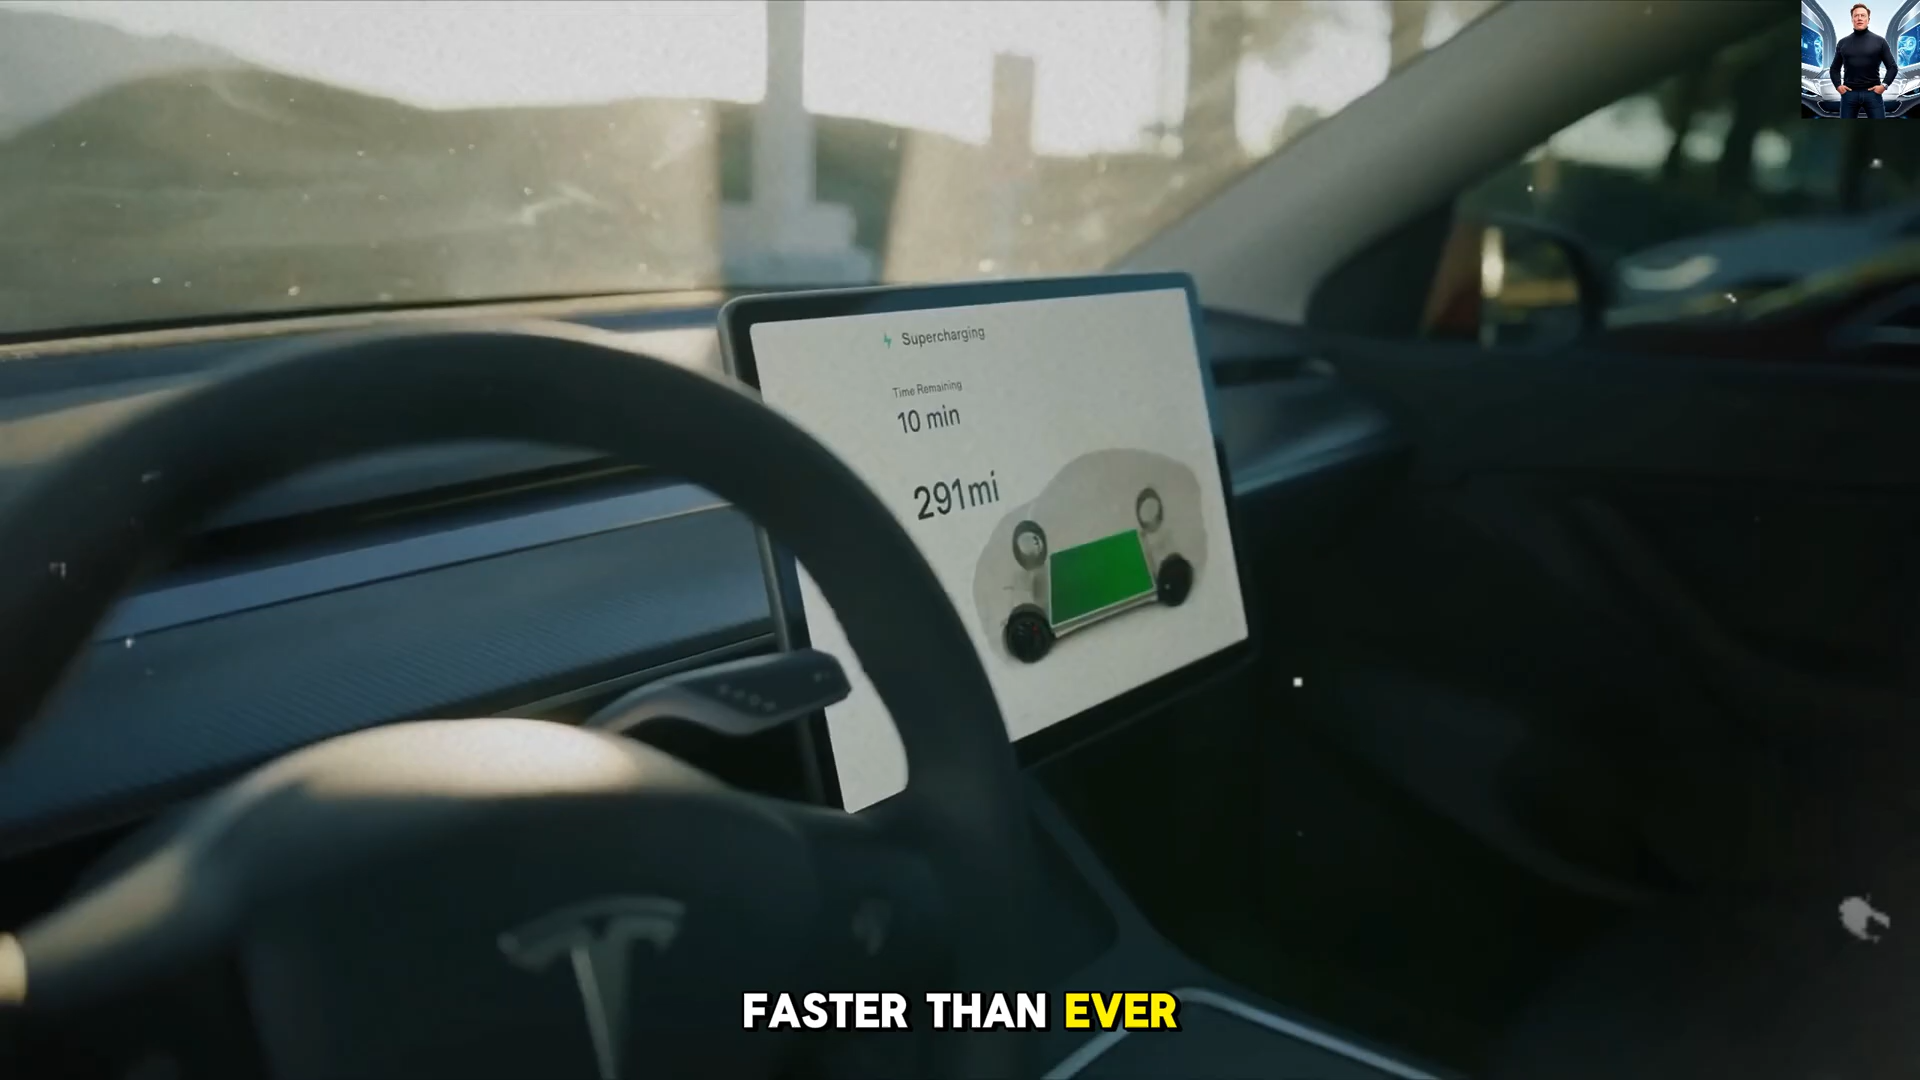 Supercharging
Time Remaining
10 min
291mi
FASTER THAN EVER